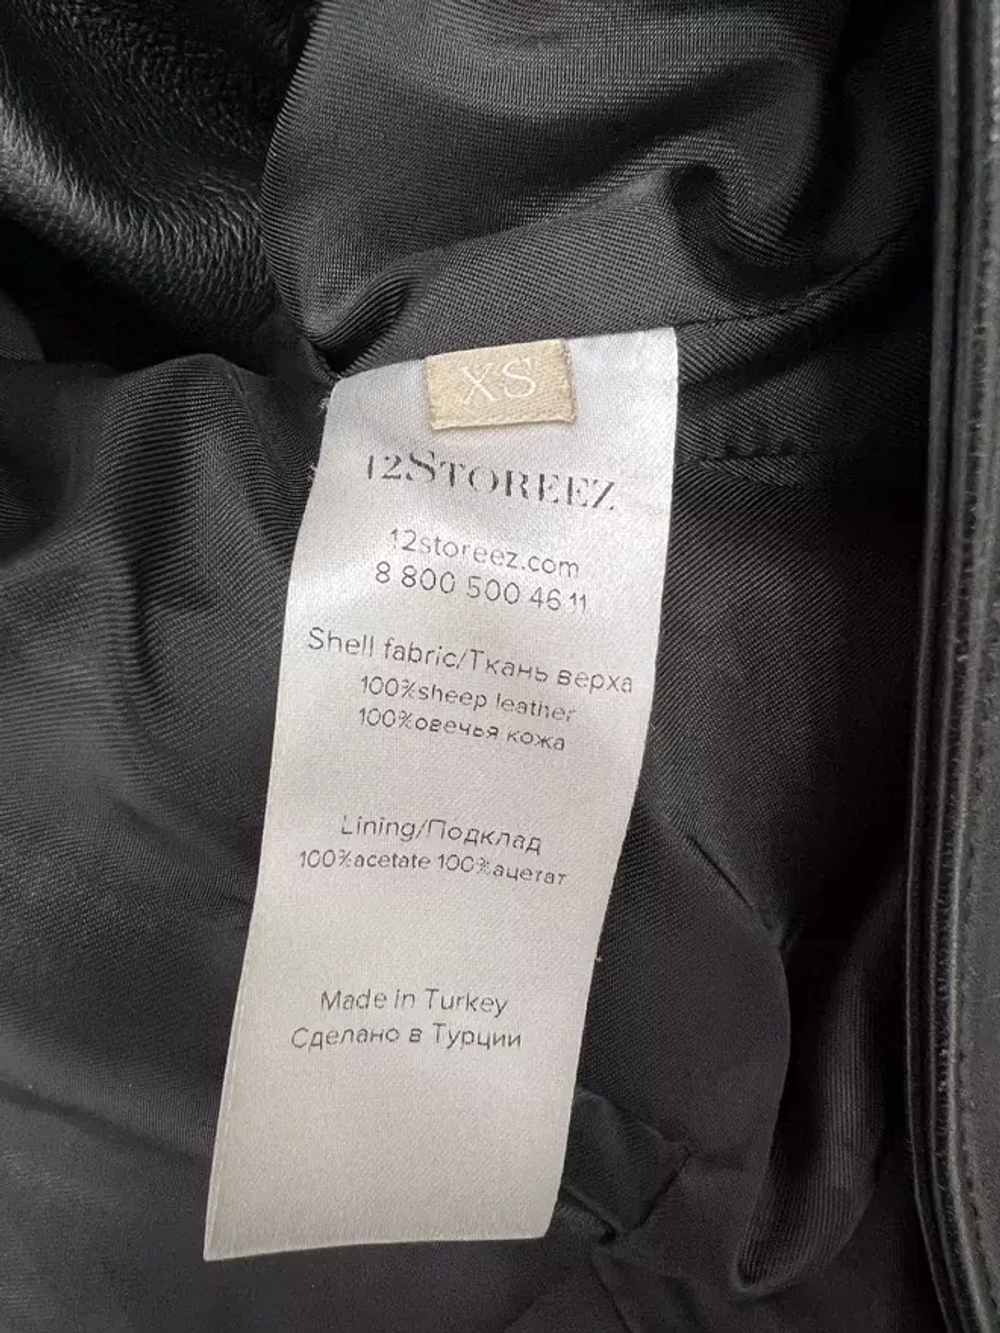 XS
12STOREEZ
12storeez.com
8 800 500 46 11
Shell fabric/Ткань верха
100%sheep leather
100%овечья кожа
Lining/Подклад
100%acetate 100%ацетат
Made in Turkey
Сделано в Турции